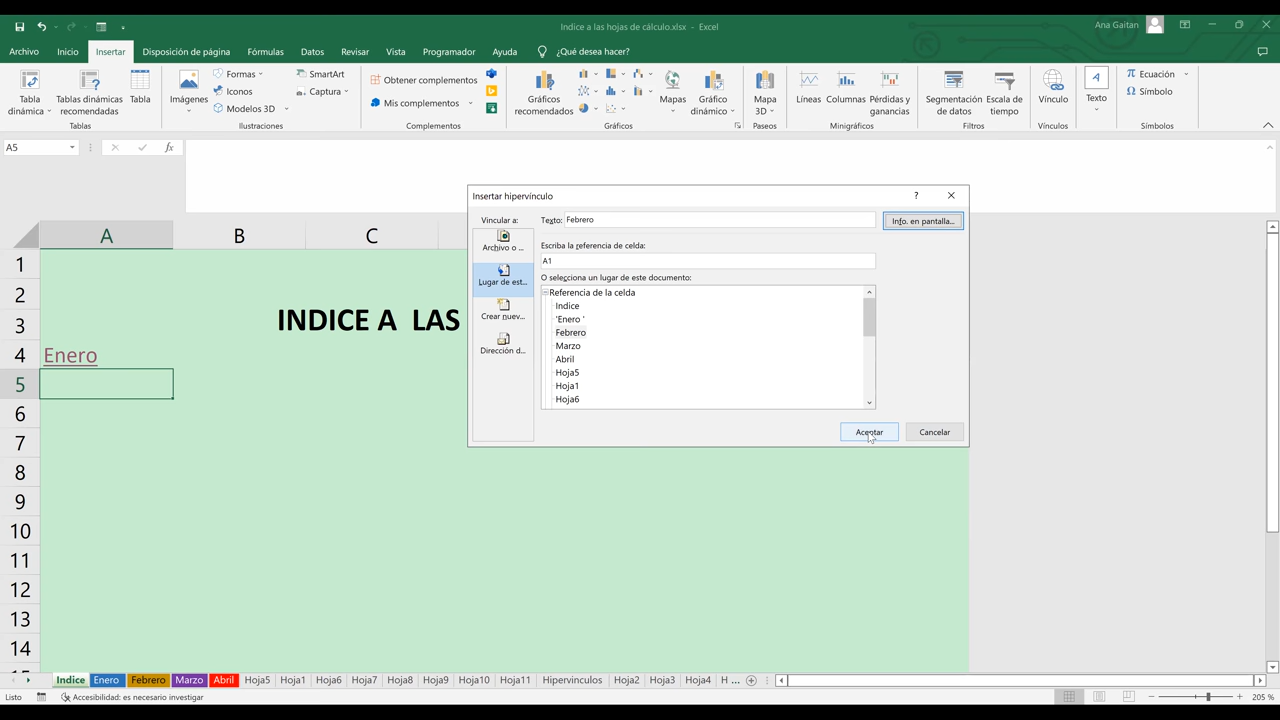 Indice a las hojas de cálculo.xlsx - Excel
Ana Gaitan
Archivo Inicio Insertar Disposición de página Fórmulas Datos Revisar Vista Programador Ayuda ¿Qué desea hacer?
Tabla dinámica
Tablas dinámicas recomendadas
Tabla
Tablas
Imágenes
Formas
Iconos
Modelos 3D
SmartArt
Captura
Ilustraciones
Obtener complementos
Mis complementos
Complementos
Gráficos recomendados
Mapas
Gráfico dinámico
Gráficos
Mapa 3D
Paseos
Líneas
Columnas
Pérdidas y ganancias
Minigráficos
Segmentación de datos
Escala de tiempo
Filtros
Vínculo
Vínculos
Texto
Ecuación
Símbolo
Símbolos
A5
fx
A B C
1
2
3
INDICE A LAS
4
Enero
5
6
7
8
9
10
11
12
13
14
Insertar hipervínculo
?
Vincular a:
Archivo o ...
Lugar de est...
Crear nuev...
Dirección d...
Texto: Febrero
Info. en pantalla...
Escriba la referencia de celda:
A1
O selecciona un lugar de este documento:
Referencia de la celda
Indice
'Enero '
Febrero
Marzo
Abril
Hoja5
Hoja1
Hoja6
Aceptar
Cancelar
Indice Enero Febrero Marzo Abril Hoja5 Hoja1 Hoja6 Hoja7 Hoja8 Hoja9 Hoja10 Hoja11 Hipervinculos Hoja2 Hoja3 Hoja4 H ...
Listo
Accesibilidad: es necesario investigar
205 %